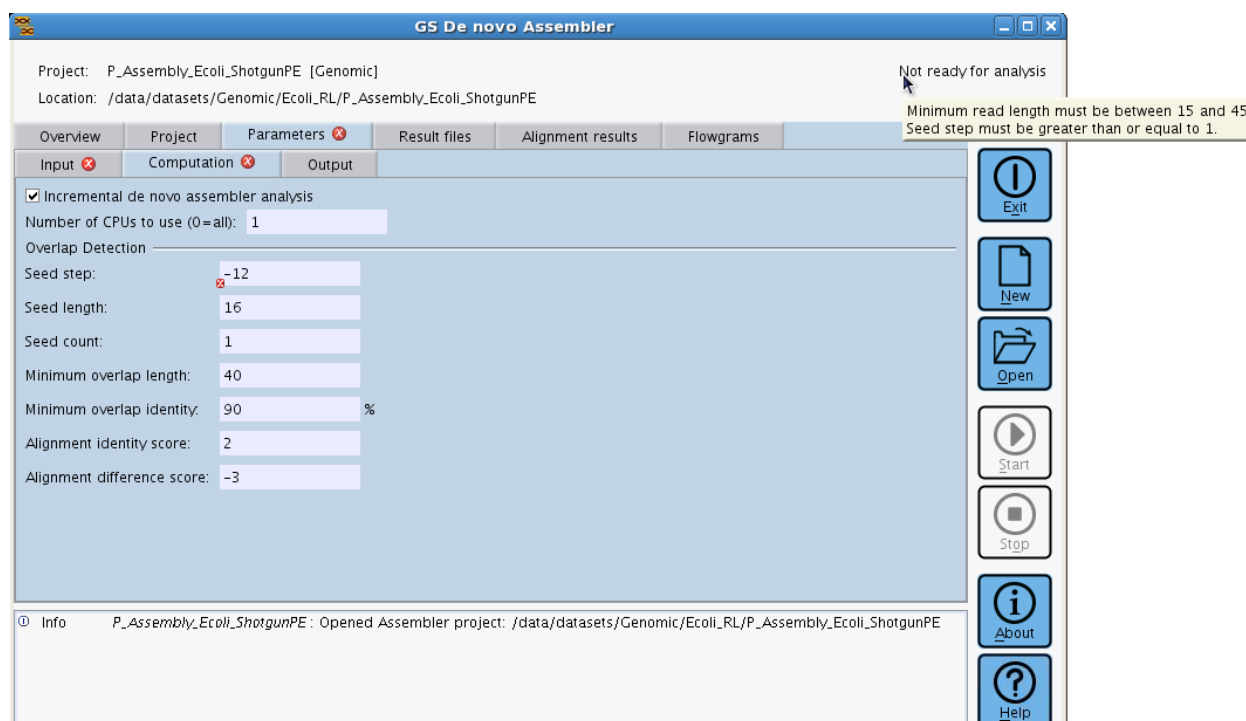 GS De novo Assembler
Project: P_Assembly_Ecoli_ShotgunPE [Genomic]
Not ready for analysis
Location: /data/datasets/Genomic/Ecoli_RL/P_Assembly_Ecoli_ShotgunPE
Minimum read length must be between 15 and 45
Seed step must be greater than or equal to 1.
Overview Project Parameters Result files Alignment results Flowgrams
Input Computation Output
Incremental de novo assembler analysis
Number of CPUs to use (0=all): 1
Overlap Detection
Seed step: -12
Seed length: 16
Seed count: 1
Minimum overlap length: 40
Minimum overlap identity: 90 %
Alignment identity score: 2
Alignment difference score: -3
Exit
New
Open
Start
Stop
About
Help
Info P_Assembly_Ecoli_ShotgunPE : Opened Assembler project: /data/datasets/Genomic/Ecoli_RL/P_Assembly_Ecoli_ShotgunPE